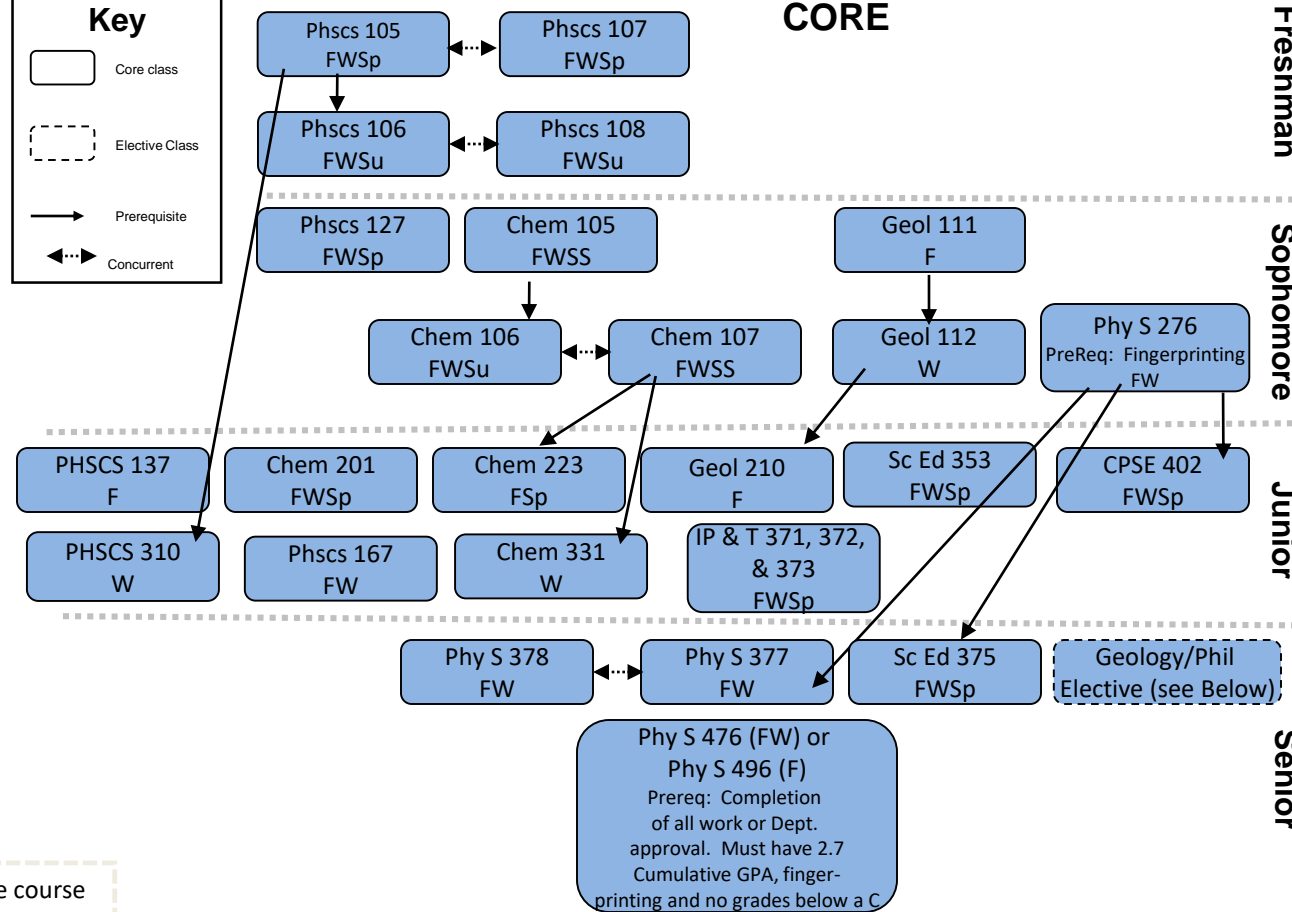 Key
Core class
Elective Class
Prerequisite
Concurrent
CORE
Freshman
Phscs 105
FWSp
Phscs 107
FWSp
Phscs 106
FWSu
Phscs 108
FWSu
Sophomore
Phscs 127
FWSp
Chem 105
FWSS
Geol 111
F
Chem 106
FWSu
Chem 107
FWSS
Geol 112
W
Phy S 276
PreReq: Fingerprinting
FW
Junior
PHSCS 137
F
Chem 201
FWSp
Chem 223
FSp
Geol 210
F
Sc Ed 353
FWSp
CPSE 402
FWSp
PHSCS 310
W
Phscs 167
FW
Chem 331
W
IP & T 371, 372,
& 373
FWSp
Senior
Phy S 378
FW
Phy S 377
FW
Sc Ed 375
FWSp
Geology/Phil
Elective (see Below)
Phy S 476 (FW) or
Phy S 496 (F)
Prereq: Completion
of all work or Dept.
approval. Must have 2.7
Cumulative GPA, finger-
printing and no grades below a C
e course